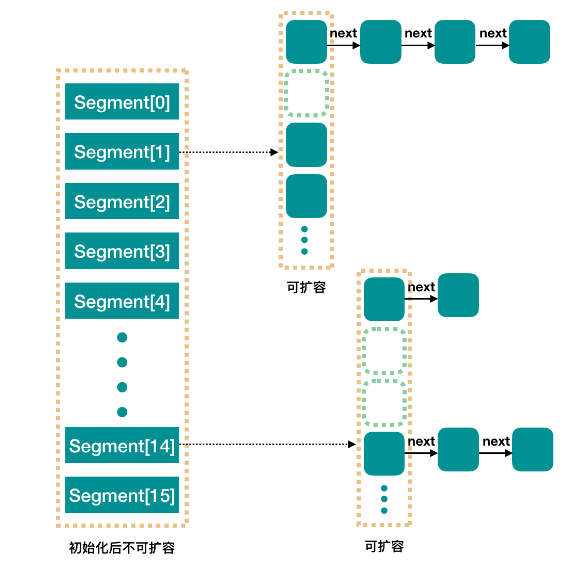 next
next
next
Segment[0]
Segment[1]
Segment[2]
Segment[3]
Segment[4]
Segment[14]
Segment[15]
初始化后不可扩容
可扩容
next
next
next
可扩容